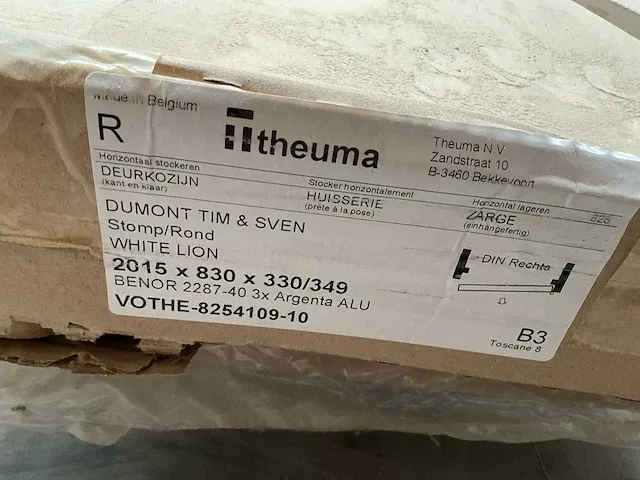 Made in Belgium
R
theuma
Theuma N.V.
Zandstraat 10
B-3460 Bekkevoort
Horizontaal stockeren
Stocker horizontalement
Horizontal lageren
DEURKOZIJN
(kant en klaar)
HUISSERIE
(prête à la pose)
ZARGE
(einhängefertig)
DUMONT TIM & SVEN
Stomp/Rond
WHITE LION
2015 x 830 x 330/349
BENOR 2287-40 3x Argenta ALU
VOTHE-8254109-10
DIN Rechts
B3
Toscane 8